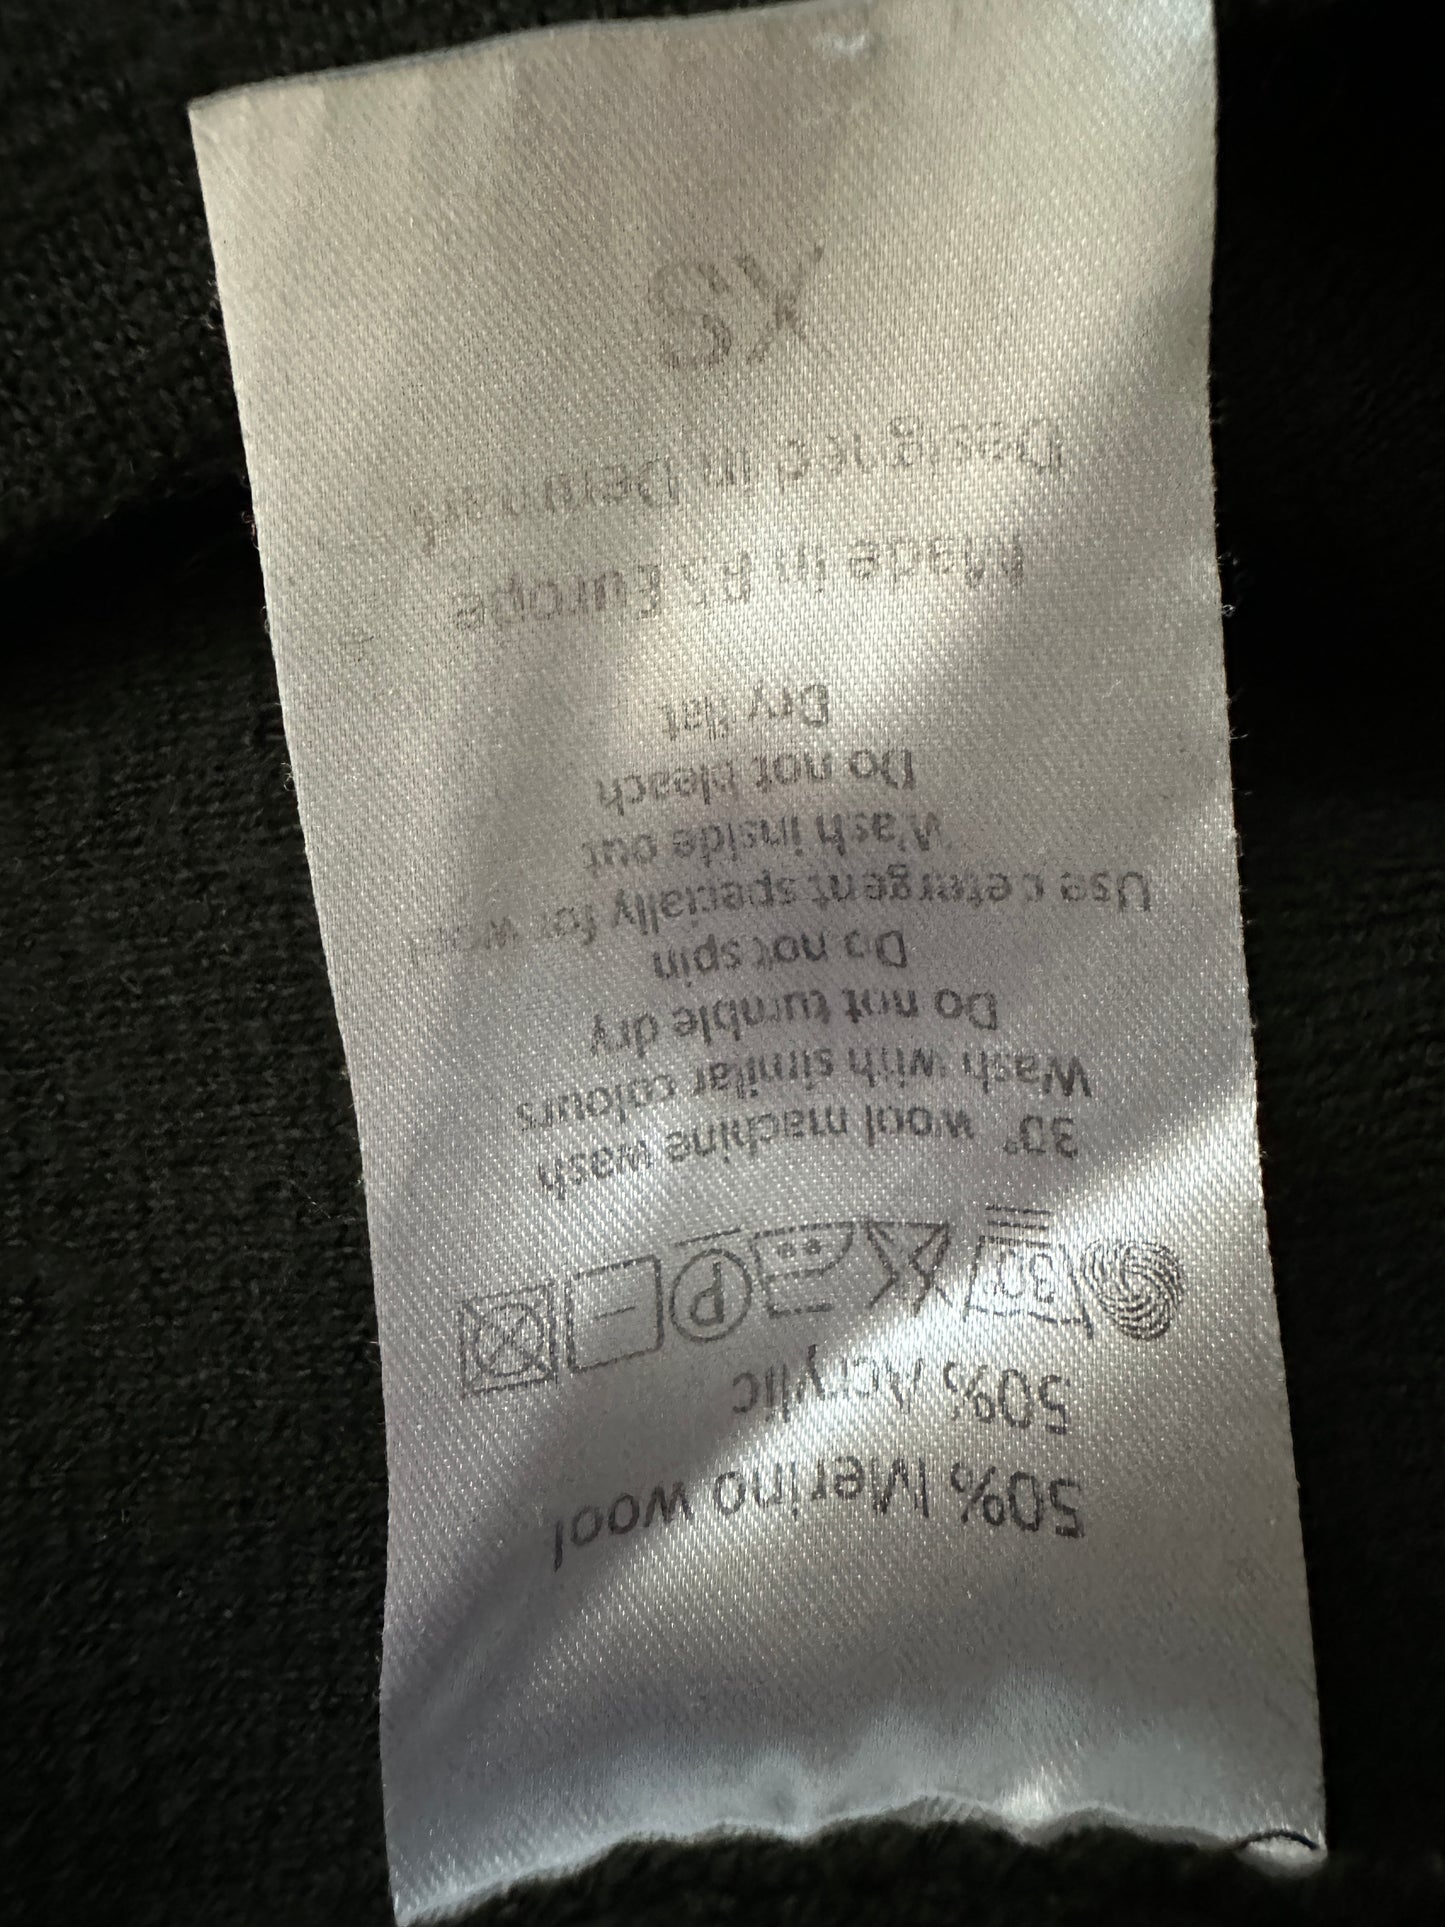 50% Merino wool
50% Acrylic
30° P
30° wool machine wash
Wash with similar colours
Do not tumble dry
Do not spin
Use detergent specially for wool
Wash inside out
Do not bleach
Dry flat
Made in Europe
Designed in Denmark
XS